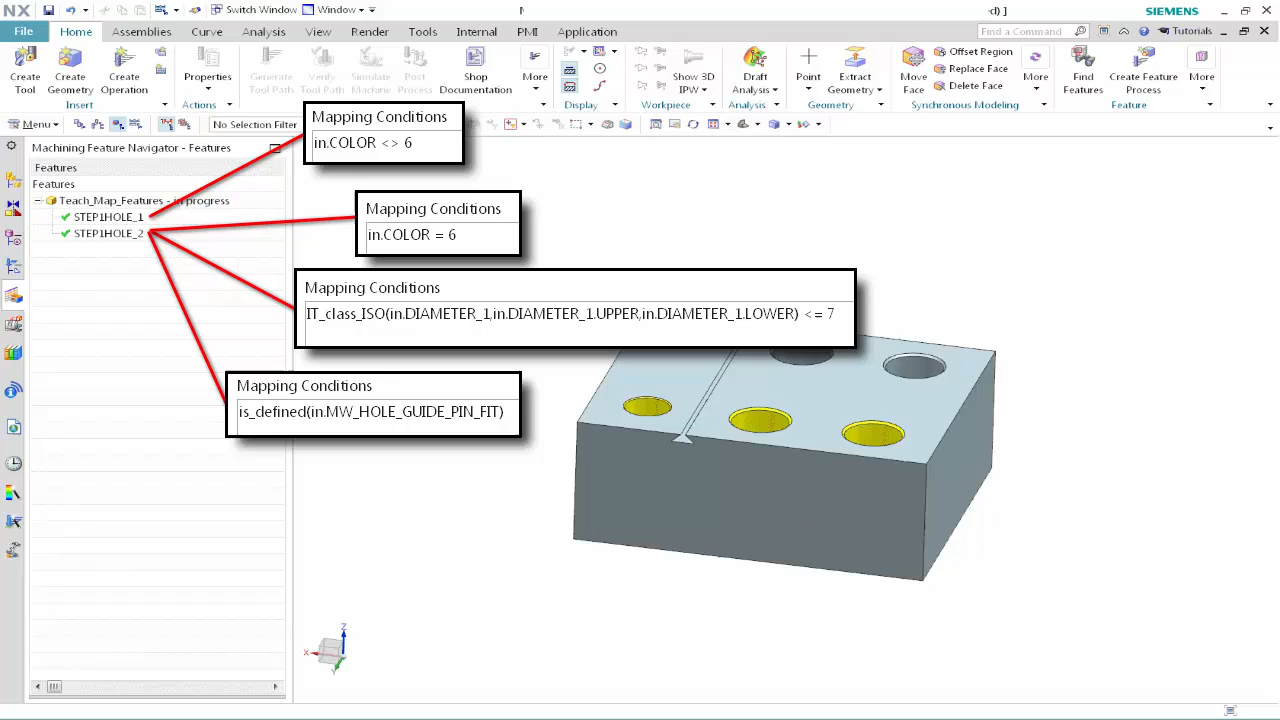 NX
Switch Window
Window
-d) ]
SIEMENS
File
Home
Assemblies
Curve
Analysis
View
Render
Tools
Internal
PMI
Application
Find a Command
Tutorials
Create
Tool
Create
Geometry
Create
Operation
Properties
Generate
Tool Path
Verify
Tool Path
Simulate
Machine
Post
Process
Shop
Documentation
More
Show 3D
IPW
Draft
Analysis
Point
Extract
Geometry
Move
Face
Offset Region
Replace Face
Delete Face
More
Find
Features
Create Feature
Process
More
Insert
Actions
Display
Workpiece
Analysis
Geometry
Synchronous Modeling
Feature
Menu
No Selection Filter
Machining Feature Navigator - Features
Features
Features
Teach_Map_Features - in progress
STEP1HOLE_1
STEP1HOLE_2
Mapping Conditions
in.COLOR <> 6
Mapping Conditions
in.COLOR = 6
Mapping Conditions
IT_class_ISO(in.DIAMETER_1,in.DIAMETER_1.UPPER,in.DIAMETER_1.LOWER) <= 7
Mapping Conditions
is_defined(in.MW_HOLE_GUIDE_PIN_FIT)
Z
X
Y